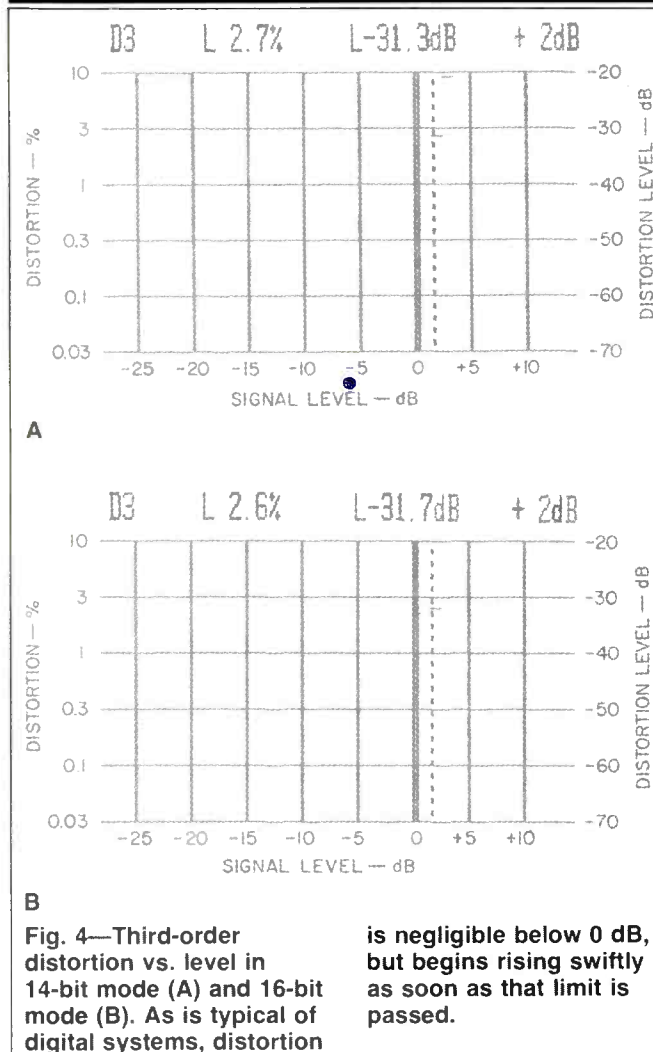 D3 L 2.7% L-31.3dB + 2dB
10 -20
3 -30
1 -40
0.3 -50
0.1 -60
0.03 -70
DISTORTION — %
DISTORTION LEVEL — dB
-25 -20 -15 -10 -5 0 +5 +10
SIGNAL LEVEL — dB
A
D3 L 2.6% L-31.7dB + 2dB
10 -20
3 -30
1 -40
0.3 -50
0.1 -60
0.03 -70
DISTORTION — %
DISTORTION LEVEL — dB
-25 -20 -15 -10 -5 0 +5 +10
SIGNAL LEVEL — dB
B
Fig. 4—Third-order
distortion vs. level in
14-bit mode (A) and 16-bit
mode (B). As is typical of
digital systems, distortion
is negligible below 0 dB,
but begins rising swiftly
as soon as that limit is
passed.